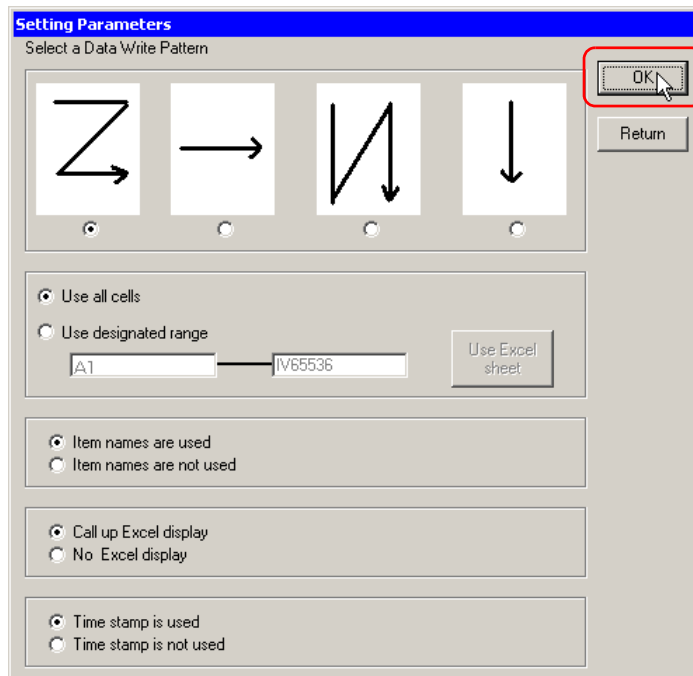 Setting Parameters
Select a Data Write Pattern
OK
Return
Use all cells
Use designated range
A1
IV65536
Use Excel
sheet
Item names are used
Item names are not used
Call up Excel display
No Excel display
Time stamp is used
Time stamp is not used